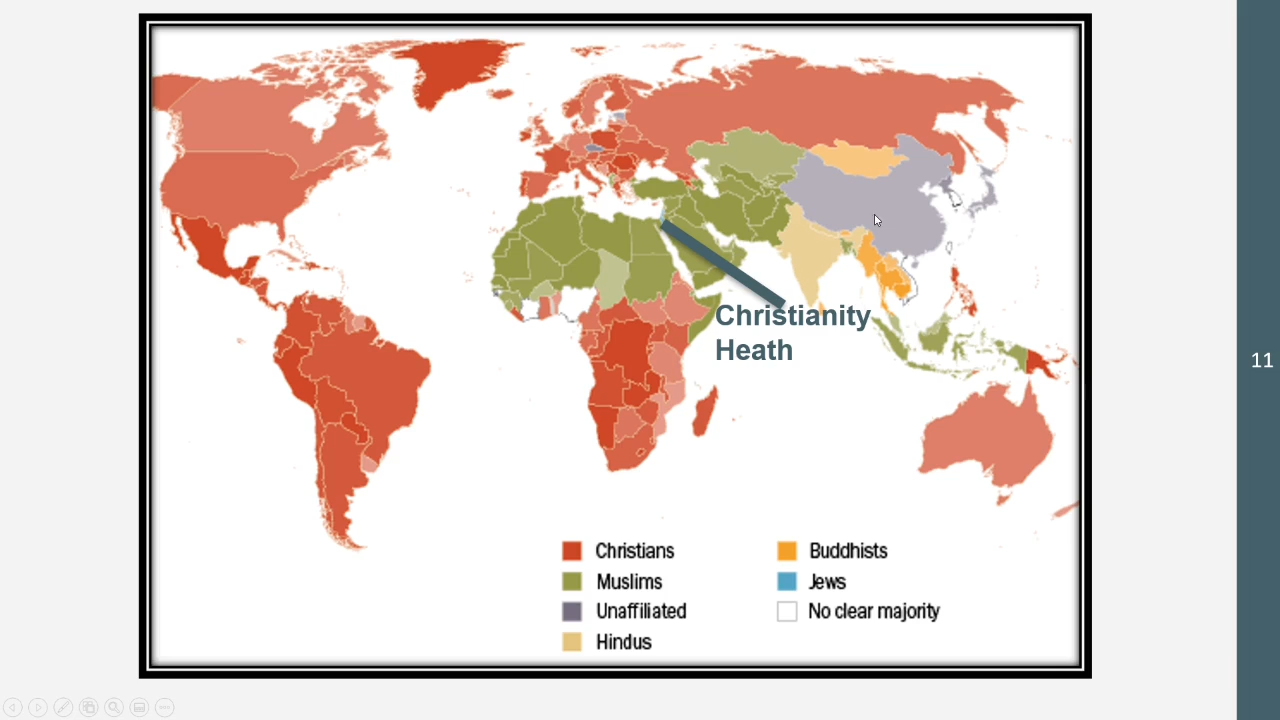 Christianity
Heath
11
Christians
Muslims
Unaffiliated
Hindus
Buddhists
Jews
No clear majority